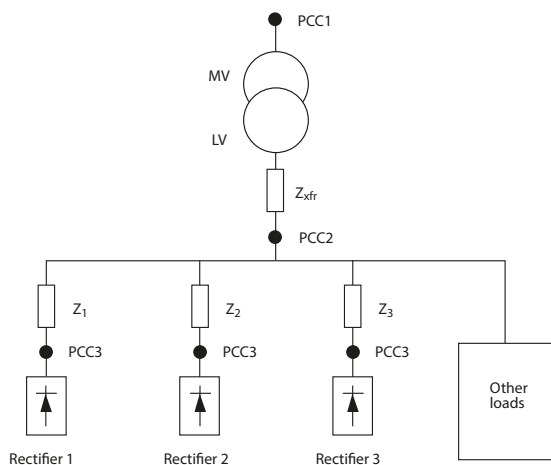 PCC1
MV
LV
Zxfr
PCC2
Z1
Z2
Z3
PCC3
PCC3
PCC3
Other
loads
Rectifier 1
Rectifier 2
Rectifier 3